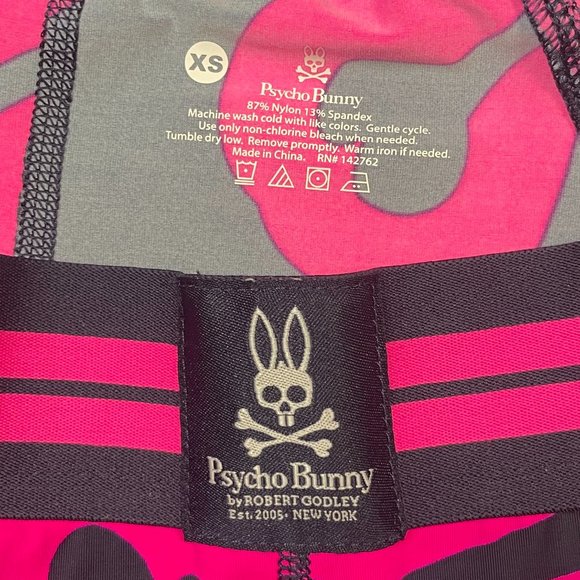 XS
Psycho Bunny
87% Nylon 13% Spandex
Machine wash cold with like colors. Gentle cycle.
Use only non-chlorine bleach when needed.
Tumble dry low. Remove promptly. Warm iron if needed.
Made in China. RN# 142762
Psycho Bunny
by ROBERT GODLEY
Est. 2005 · NEW YORK